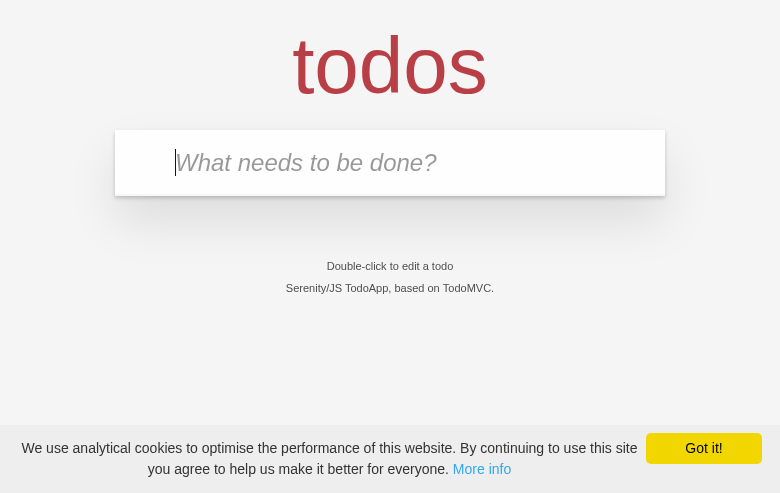 todos
What needs to be done?
Double-click to edit a todo
Serenity/JS TodoApp, based on TodoMVC.
We use analytical cookies to optimise the performance of this website. By continuing to use this site
you agree to help us make it better for everyone. More info
Got it!